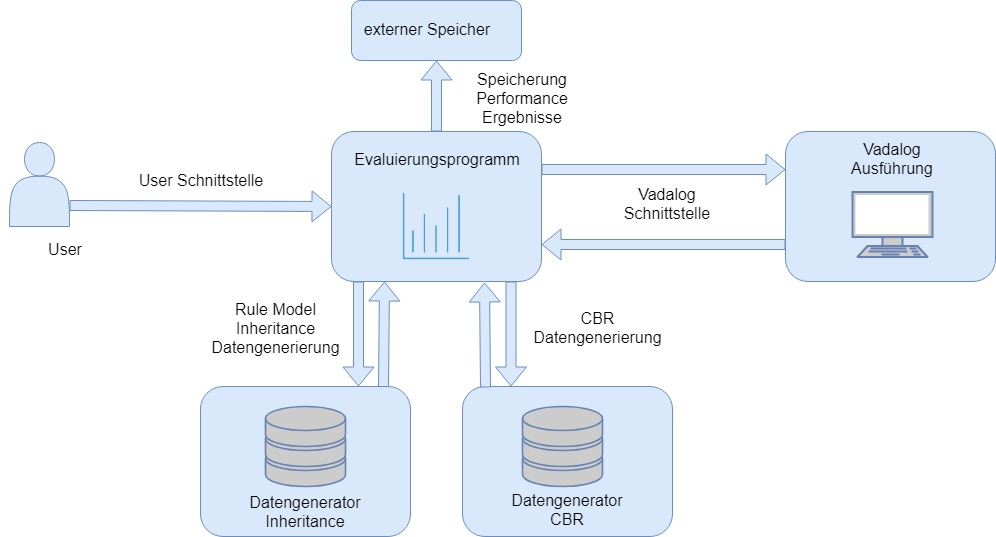 externer Speicher
Speicherung
Performance
Ergebnisse
Evaluierungsprogramm
Vadalog
Ausführung
User Schnittstelle
Vadalog
Schnittstelle
User
Rule Model
Inheritance
Datengenerierung
CBR
Datengenerierung
Datengenerator
Inheritance
Datengenerator
CBR